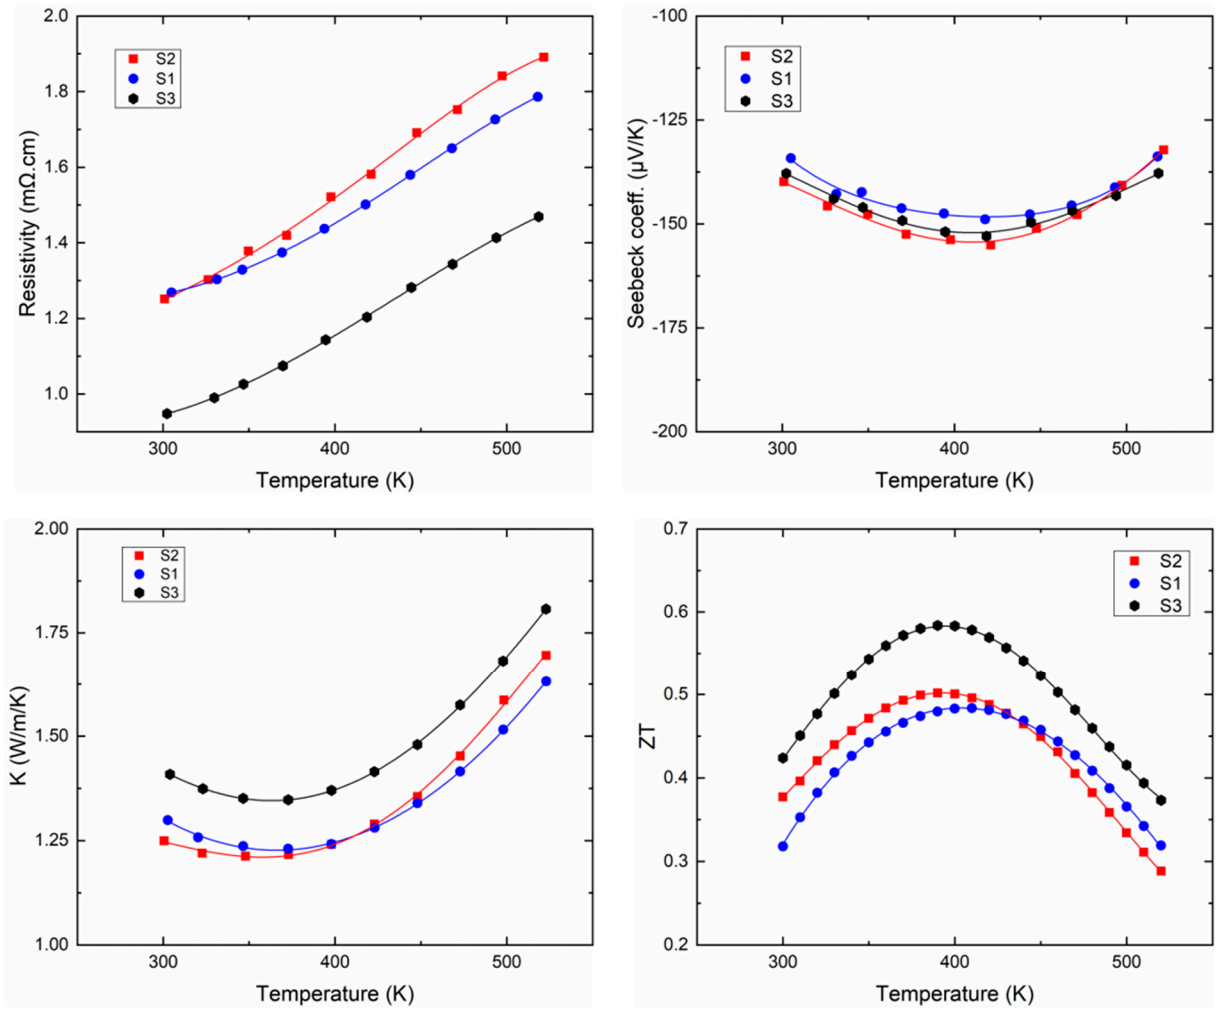 2.0
1.8
1.6
1.4
1.2
1.0
Resistivity (mΩ.cm)
S2
S1
S3
300
400
500
Temperature (K)
-100
-125
-150
-175
-200
Seebeck coeff. (μV/K)
S2
S1
S3
300
400
500
Temperature (K)
2.00
1.75
1.50
1.25
1.00
K (W/m/K)
S2
S1
S3
300
400
500
Temperature (K)
0.7
0.6
0.5
0.4
0.3
0.2
ZT
S2
S1
S3
300
400
500
Temperature (K)